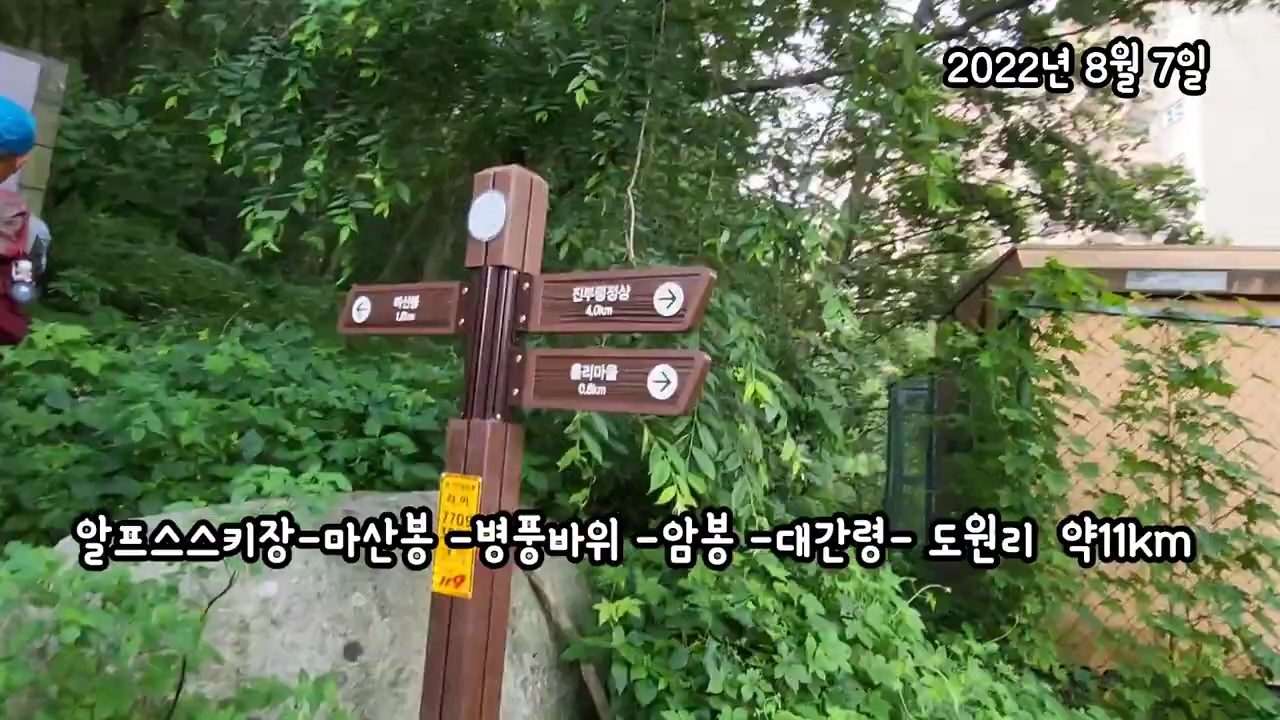 2022년 8월 7일
마산봉
진부령정상
4.0km
흘리마을
알프스스키장-마산봉 -병풍바위 -암봉 -대간령- 도원리 약11km
119